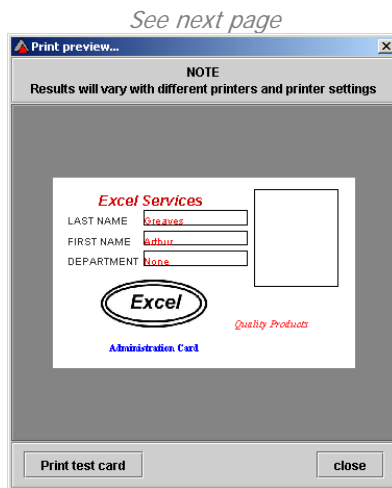 See next page
Print preview...
NOTE
Results will vary with different printers and printer settings
Excel Services
LAST NAME Greaves
FIRST NAME Arthur
DEPARTMENT None
Excel
Quality Products
Administration Card
Print test card close